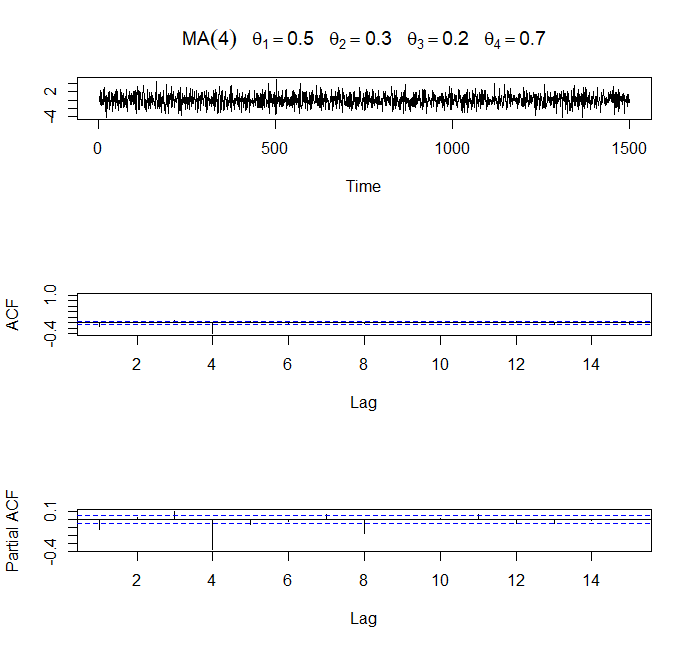 MA(4) θ₁ = 0.5 θ₂ = 0.3 θ₃ = 0.2 θ₄ = 0.7
2
-4
0 500 1000 1500
Time
ACF
1.0
-0.4
2 4 6 8 10 12 14
Lag
Partial ACF
0.1
-0.4
2 4 6 8 10 12 14
Lag